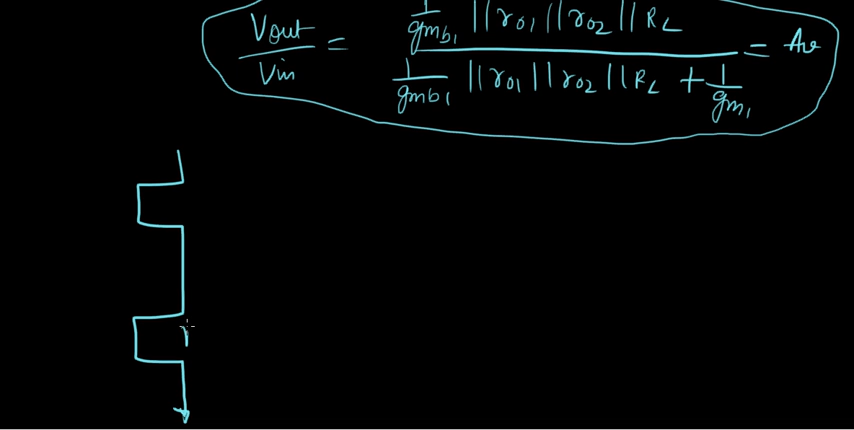 Vout/Vin = (1/gmb1 || ro1 || ro2 || RL) / (1/gmb1 || ro1 || ro2 || RL + 1/gm1) = Av